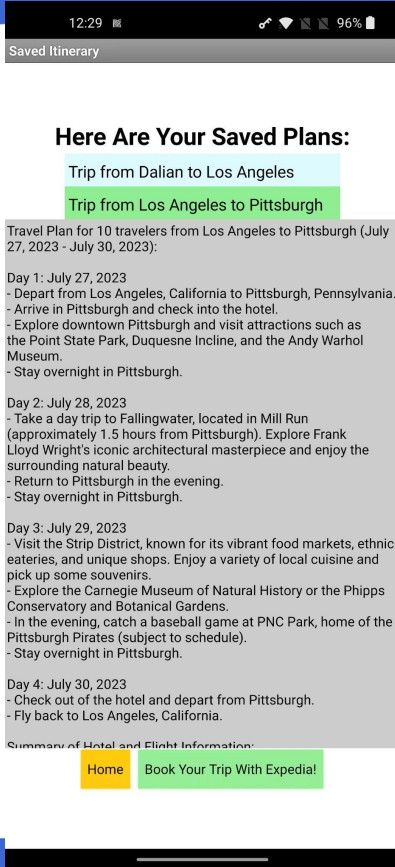 12:29
96%
Saved Itinerary
Here Are Your Saved Plans:
Trip from Dalian to Los Angeles
Trip from Los Angeles to Pittsburgh
Travel Plan for 10 travelers from Los Angeles to Pittsburgh (July
27, 2023 - July 30, 2023):
Day 1: July 27, 2023
- Depart from Los Angeles, California to Pittsburgh, Pennsylvania.
- Arrive in Pittsburgh and check into the hotel.
- Explore downtown Pittsburgh and visit attractions such as
the Point State Park, Duquesne Incline, and the Andy Warhol
Museum.
- Stay overnight in Pittsburgh.
Day 2: July 28, 2023
- Take a day trip to Fallingwater, located in Mill Run
(approximately 1.5 hours from Pittsburgh). Explore Frank
Lloyd Wright's iconic architectural masterpiece and enjoy the
surrounding natural beauty.
- Return to Pittsburgh in the evening.
- Stay overnight in Pittsburgh.
Day 3: July 29, 2023
- Visit the Strip District, known for its vibrant food markets, ethnic
eateries, and unique shops. Enjoy a variety of local cuisine and
pick up some souvenirs.
- Explore the Carnegie Museum of Natural History or the Phipps
Conservatory and Botanical Gardens.
- In the evening, catch a baseball game at PNC Park, home of the
Pittsburgh Pirates (subject to schedule).
- Stay overnight in Pittsburgh.
Day 4: July 30, 2023
- Check out of the hotel and depart from Pittsburgh.
- Fly back to Los Angeles, California.
Summary of Hotel and Flight Information:
Home
Book Your Trip With Expedia!